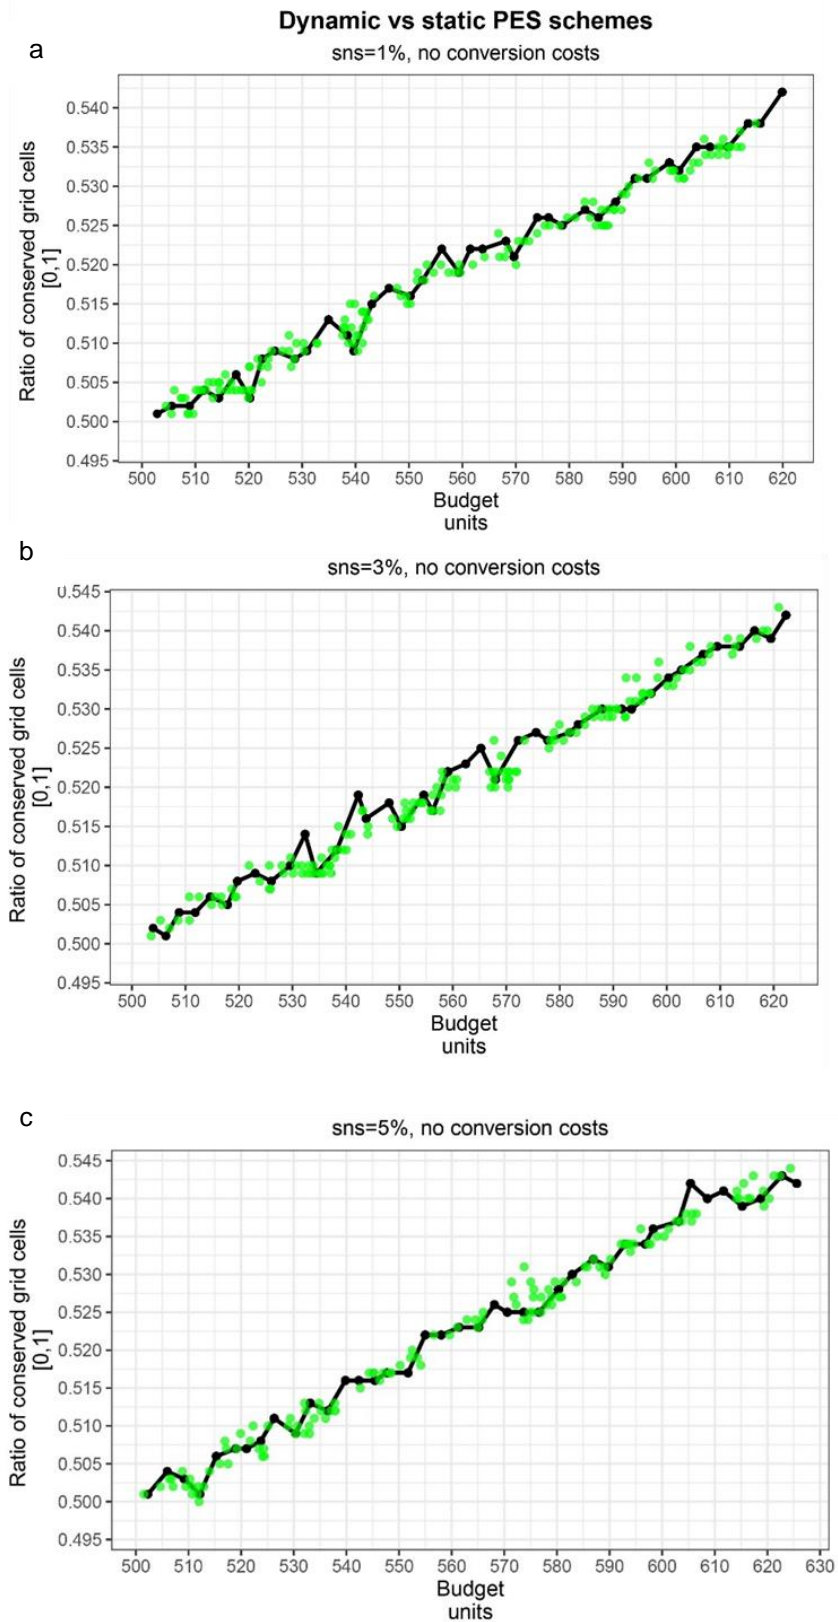 Dynamic vs static PES schemes
a
sns=1%, no conversion costs
Ratio of conserved grid cells
[0,1]
0.540
0.535
0.530
0.525
0.520
0.515
0.510
0.505
0.500
0.495
500 510 520 530 540 550 560 570 580 590 600 610 620
Budget
units
b
sns=3%, no conversion costs
Ratio of conserved grid cells
[0,1]
0.545
0.540
0.535
0.530
0.525
0.520
0.515
0.510
0.505
0.500
0.495
500 510 520 530 540 550 560 570 580 590 600 610 620
Budget
units
c
sns=5%, no conversion costs
Ratio of conserved grid cells
[0,1]
0.545
0.540
0.535
0.530
0.525
0.520
0.515
0.510
0.505
0.500
0.495
500 510 520 530 540 550 560 570 580 590 600 610 620 630
Budget
units